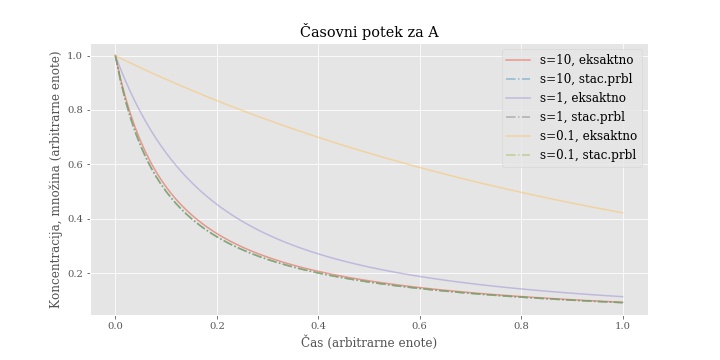 Časovni potek za A
Koncentracija, množina (arbitrarne enote)
1.0
0.8
0.6
0.4
0.2
s=10, eksaktno
s=10, stac.prbl
s=1, eksaktno
s=1, stac.prbl
s=0.1, eksaktno
s=0.1, stac.prbl
0.0 0.2 0.4 0.6 0.8 1.0
Čas (arbitrarne enote)